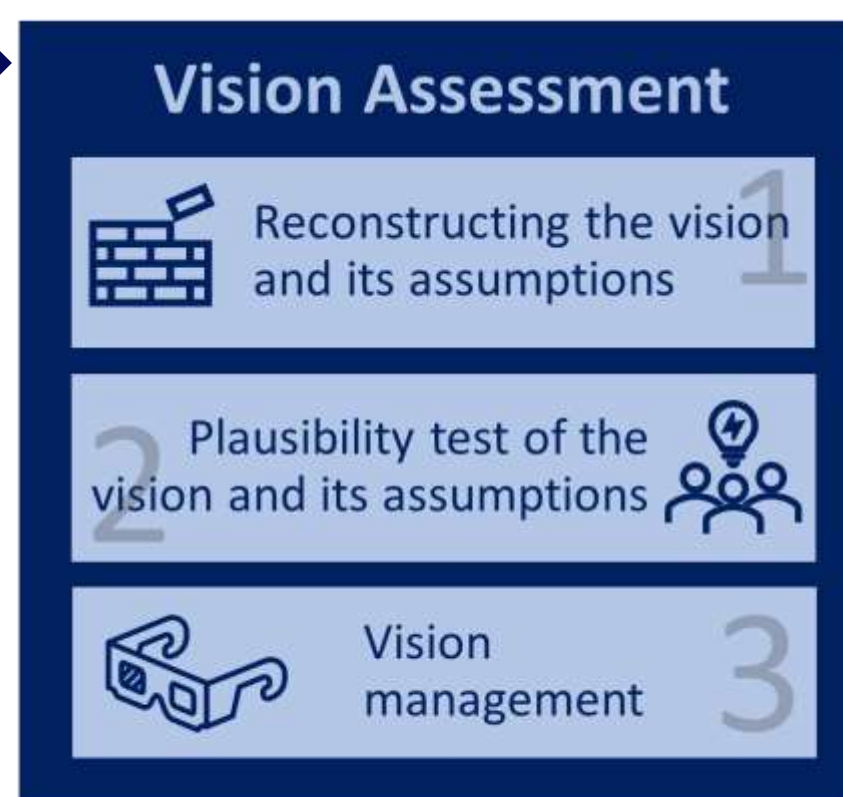 Vision Assessment
1
Reconstructing the vision
and its assumptions
2
Plausibility test of the
vision and its assumptions
3
Vision
management